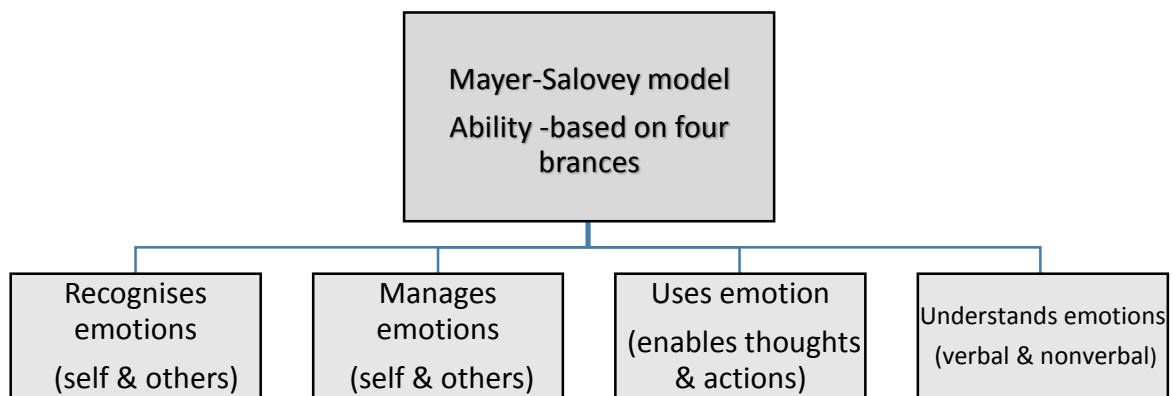 Mayer-Salovey model
Ability -based on four
brances
Recognises
emotions
(self & others)
Manages
emotions
(self & others)
Uses emotion
(enables thoughts
& actions)
Understands emotions
(verbal & nonverbal)